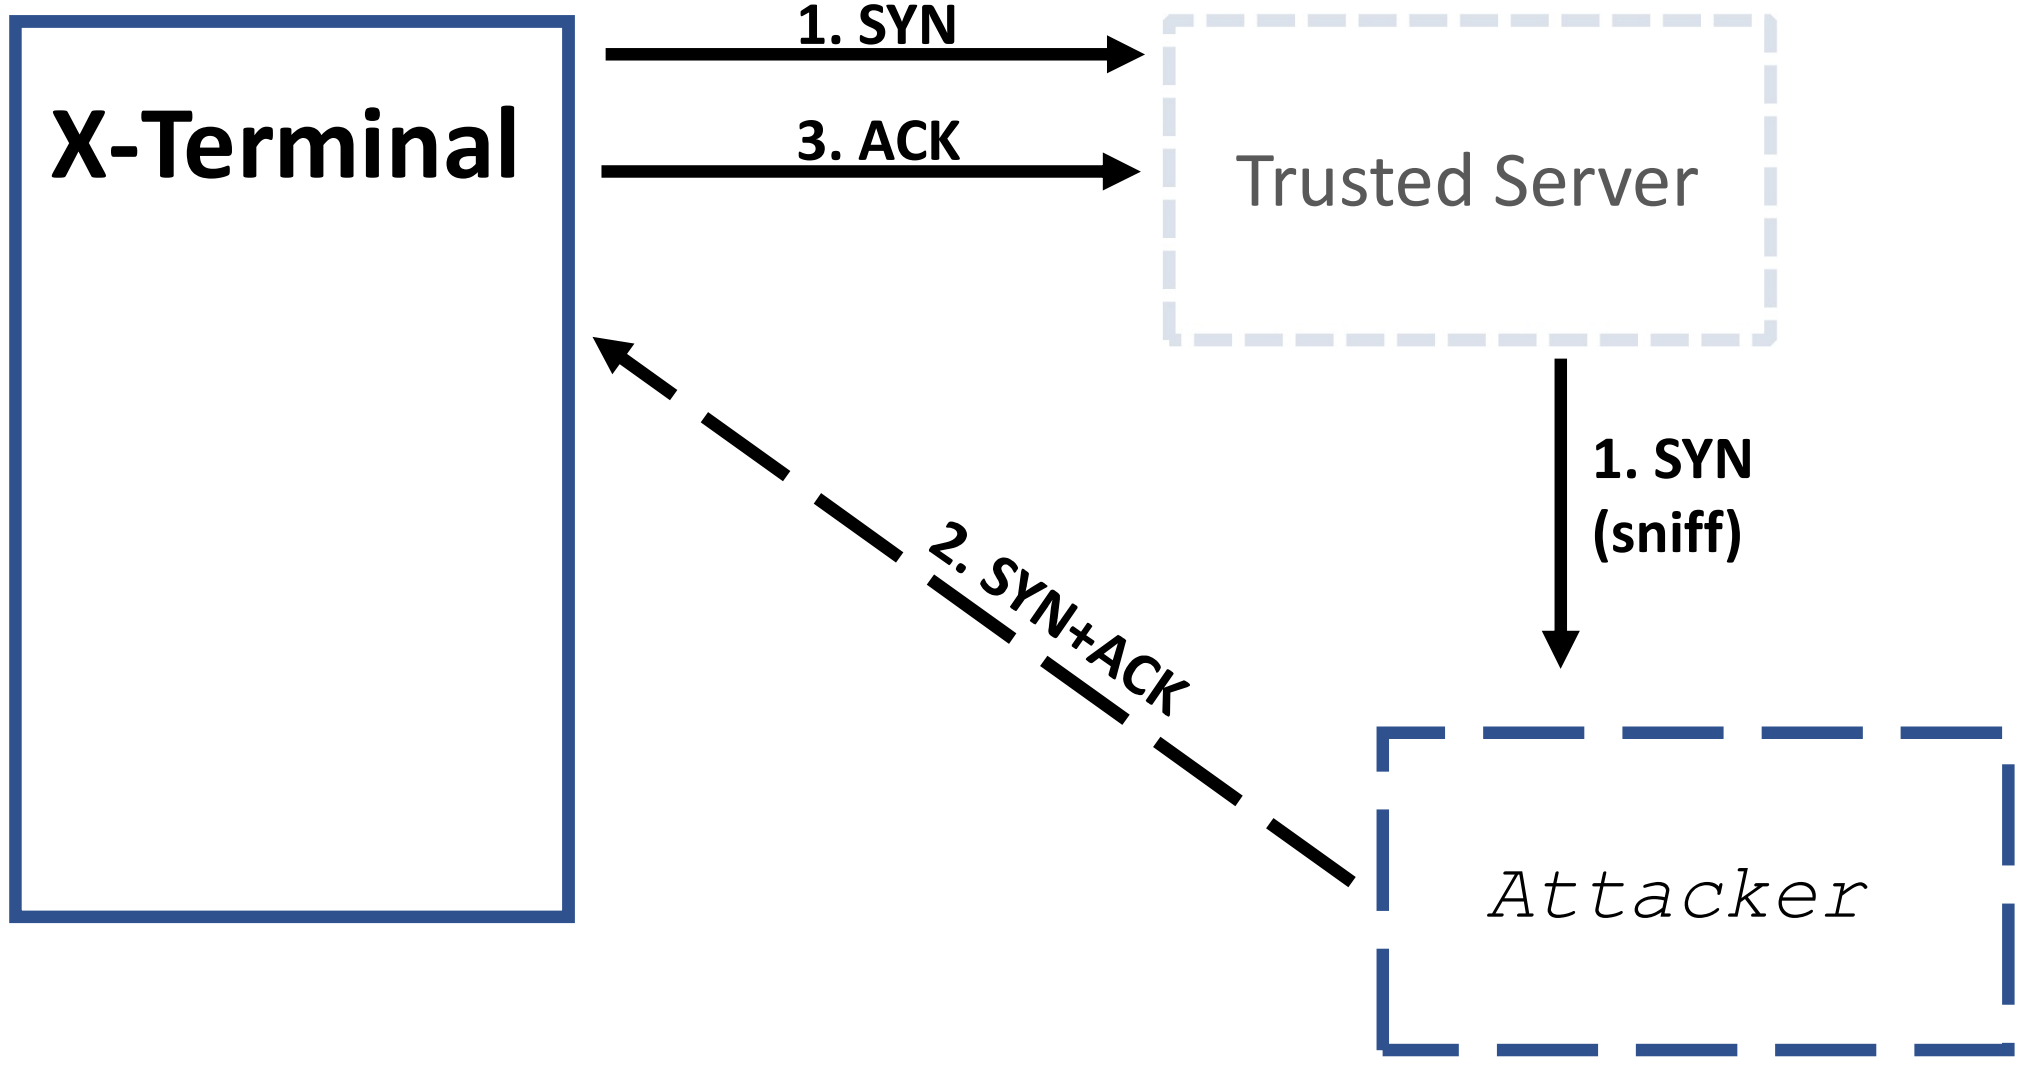 1. SYN
X-Terminal
3. ACK
Trusted Server
1. SYN
(sniff)
2. SYN+ACK
Attacker